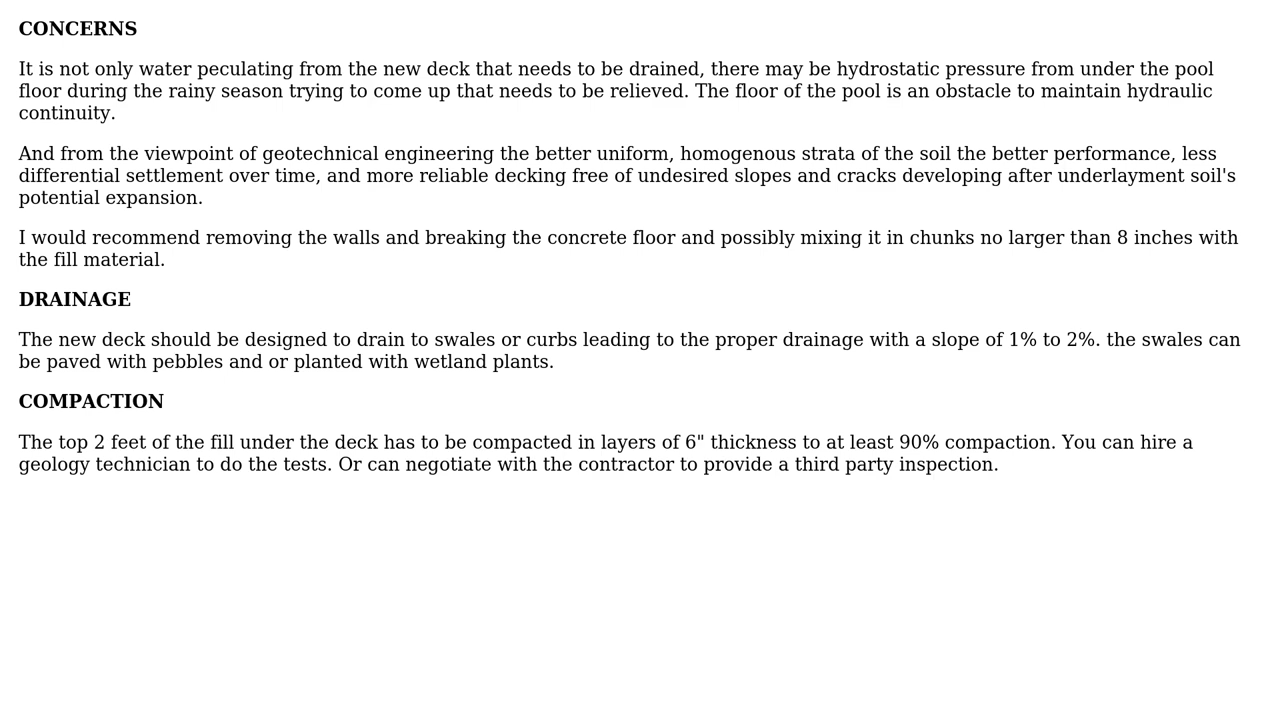 CONCERNS
It is not only water peculating from the new deck that needs to be drained, there may be hydrostatic pressure from under the pool
floor during the rainy season trying to come up that needs to be relieved. The floor of the pool is an obstacle to maintain hydraulic
continuity.
And from the viewpoint of geotechnical engineering the better uniform, homogenous strata of the soil the better performance, less
differential settlement over time, and more reliable decking free of undesired slopes and cracks developing after underlayment soil's
potential expansion.
I would recommend removing the walls and breaking the concrete floor and possibly mixing it in chunks no larger than 8 inches with
the fill material.
DRAINAGE
The new deck should be designed to drain to swales or curbs leading to the proper drainage with a slope of 1% to 2%. the swales can
be paved with pebbles and or planted with wetland plants.
COMPACTION
The top 2 feet of the fill under the deck has to be compacted in layers of 6" thickness to at least 90% compaction. You can hire a
geology technician to do the tests. Or can negotiate with the contractor to provide a third party inspection.